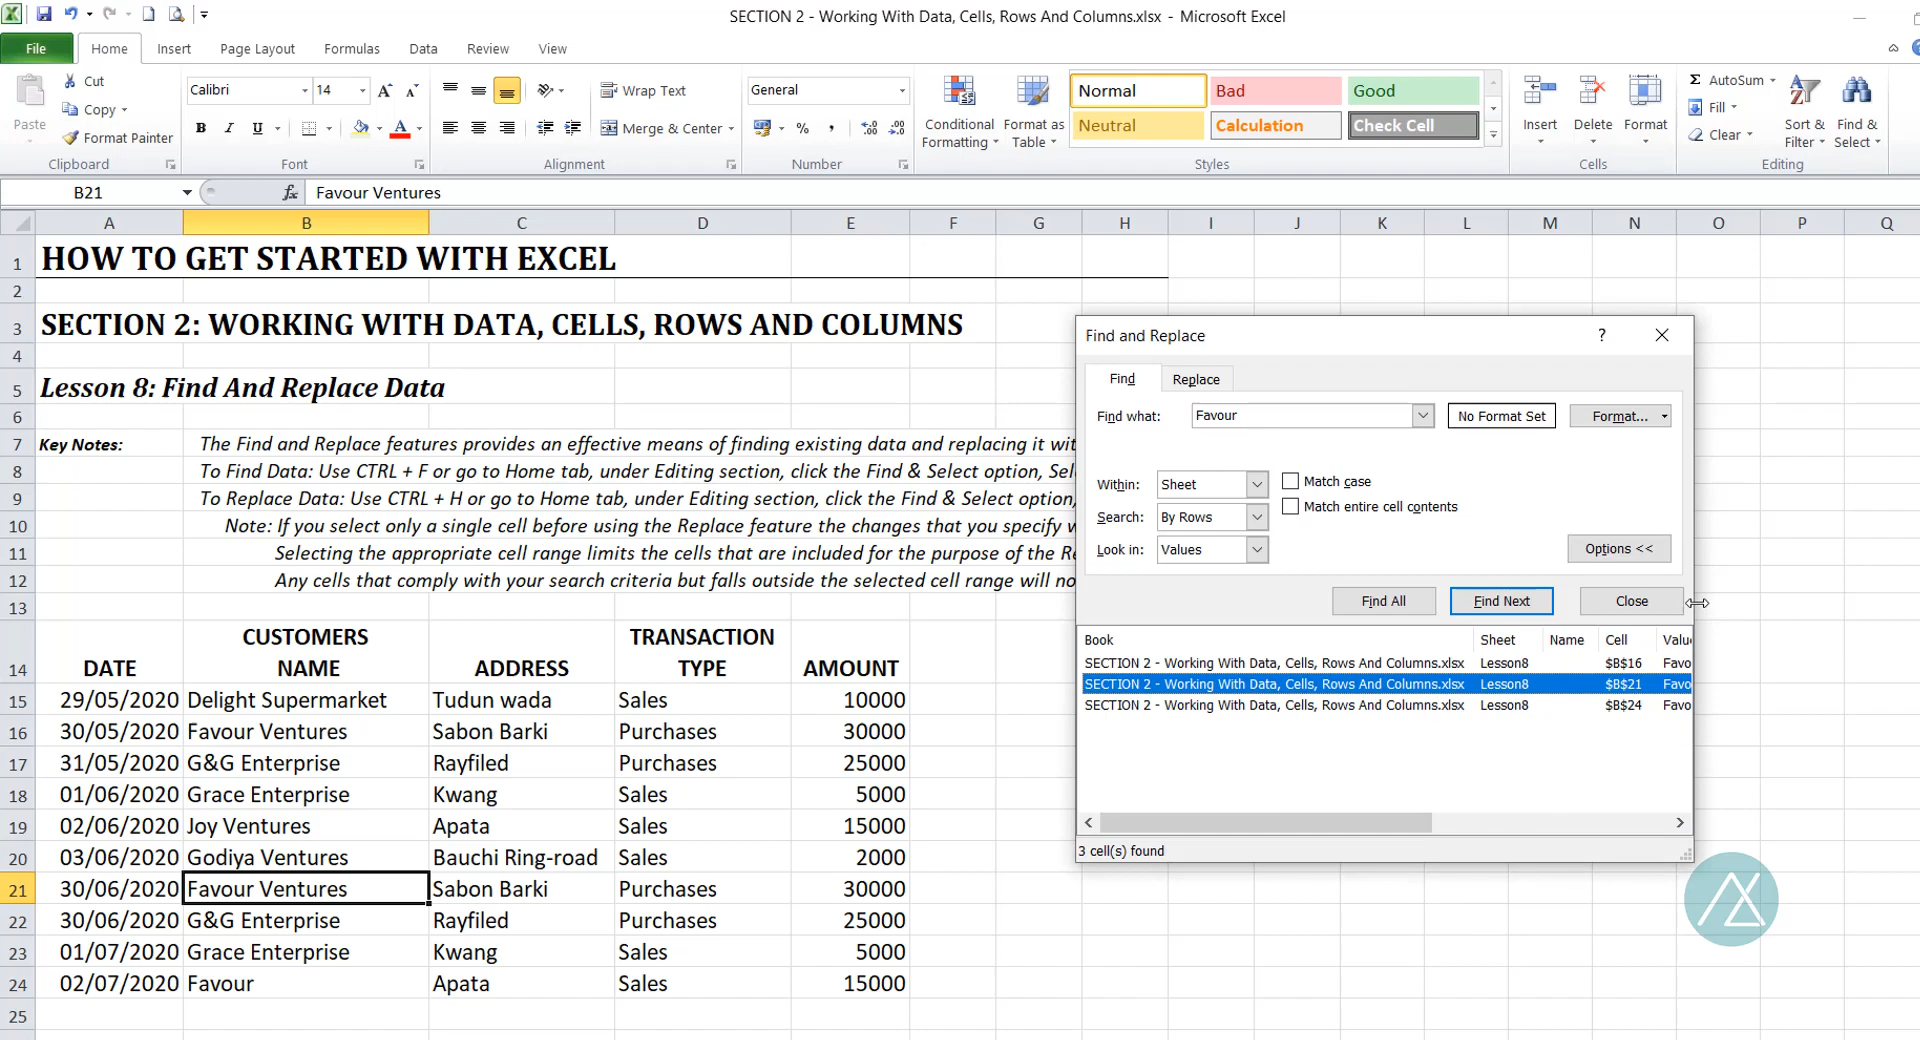 SECTION 2 - Working With Data, Cells, Rows And Columns.xlsx - Microsoft Excel
File Home Insert Page Layout Formulas Data Review View
Paste
Cut
Copy
Format Painter
Clipboard
Calibri 14
B I U
A A
Font
Wrap Text
Merge & Center
Alignment
General
% ,
Number
Conditional Formatting
Format as Table
Normal Bad Good
Neutral Calculation Check Cell
Styles
Insert Delete Format
Cells
Σ AutoSum
Fill
Clear
Sort & Filter
Find & Select
Editing
B21 fx Favour Ventures
A B C D E F G H I J K L M N O P Q
1 HOW TO GET STARTED WITH EXCEL
2
3 SECTION 2: WORKING WITH DATA, CELLS, ROWS AND COLUMNS
4
5 Lesson 8: Find And Replace Data
6
7 Key Notes: The Find and Replace features provides an effective means of finding existing data and replacing it wit
8 To Find Data: Use CTRL + F or go to Home tab, under Editing section, click the Find & Select option, Sel
9 To Replace Data: Use CTRL + H or go to Home tab, under Editing section, click the Find & Select option,
10 Note: If you select only a single cell before using the Replace feature the changes that you specify w
11 Selecting the appropriate cell range limits the cells that are included for the purpose of the Re
12 Any cells that comply with your search criteria but falls outside the selected cell range will no
13
14 DATE CUSTOMERS NAME ADDRESS TRANSACTION TYPE AMOUNT
15 29/05/2020 Delight Supermarket Tudun wada Sales 10000
16 30/05/2020 Favour Ventures Sabon Barki Purchases 30000
17 31/05/2020 G&G Enterprise Rayfiled Purchases 25000
18 01/06/2020 Grace Enterprise Kwang Sales 5000
19 02/06/2020 Joy Ventures Apata Sales 15000
20 03/06/2020 Godiya Ventures Bauchi Ring-road Sales 2000
21 30/06/2020 Favour Ventures Sabon Barki Purchases 30000
22 30/06/2020 G&G Enterprise Rayfiled Purchases 25000
23 01/07/2020 Grace Enterprise Kwang Sales 5000
24 02/07/2020 Favour Apata Sales 15000
25
Find and Replace ?
Find Replace
Find what: Favour No Format Set Format...
Within: Sheet Match case
Search: By Rows Match entire cell contents
Look in: Values Options <<
Find All Find Next Close
Book Sheet Name Cell Valu
SECTION 2 - Working With Data, Cells, Rows And Columns.xlsx Lesson8 $B$16 Favo
SECTION 2 - Working With Data, Cells, Rows And Columns.xlsx Lesson8 $B$21 Favo
SECTION 2 - Working With Data, Cells, Rows And Columns.xlsx Lesson8 $B$24 Favo
3 cell(s) found